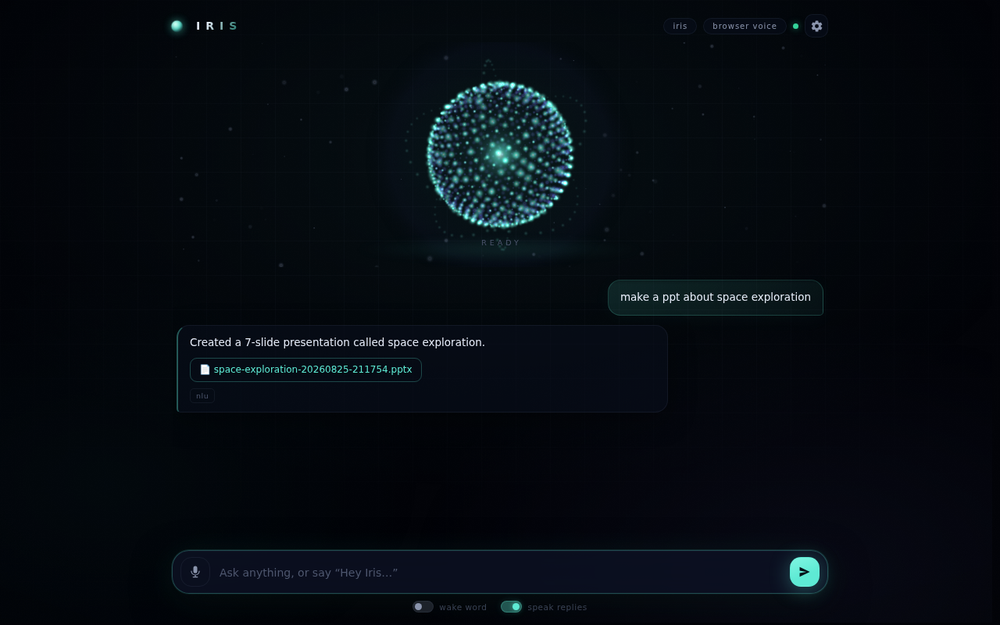 IRIS
iris
browser voice
READY
make a ppt about space exploration
Created a 7-slide presentation called space exploration.
space-exploration-20260825-211754.pptx
nlu
Ask anything, or say “Hey Iris…”
wake word
speak replies